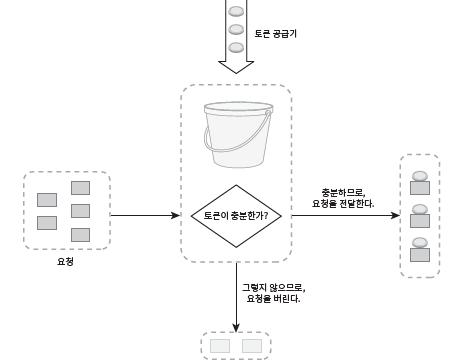 토큰 공급기
토큰이 충분한가?
충분하므로,
요청을 전달한다.
요청
그렇지 않으므로,
요청을 버린다.